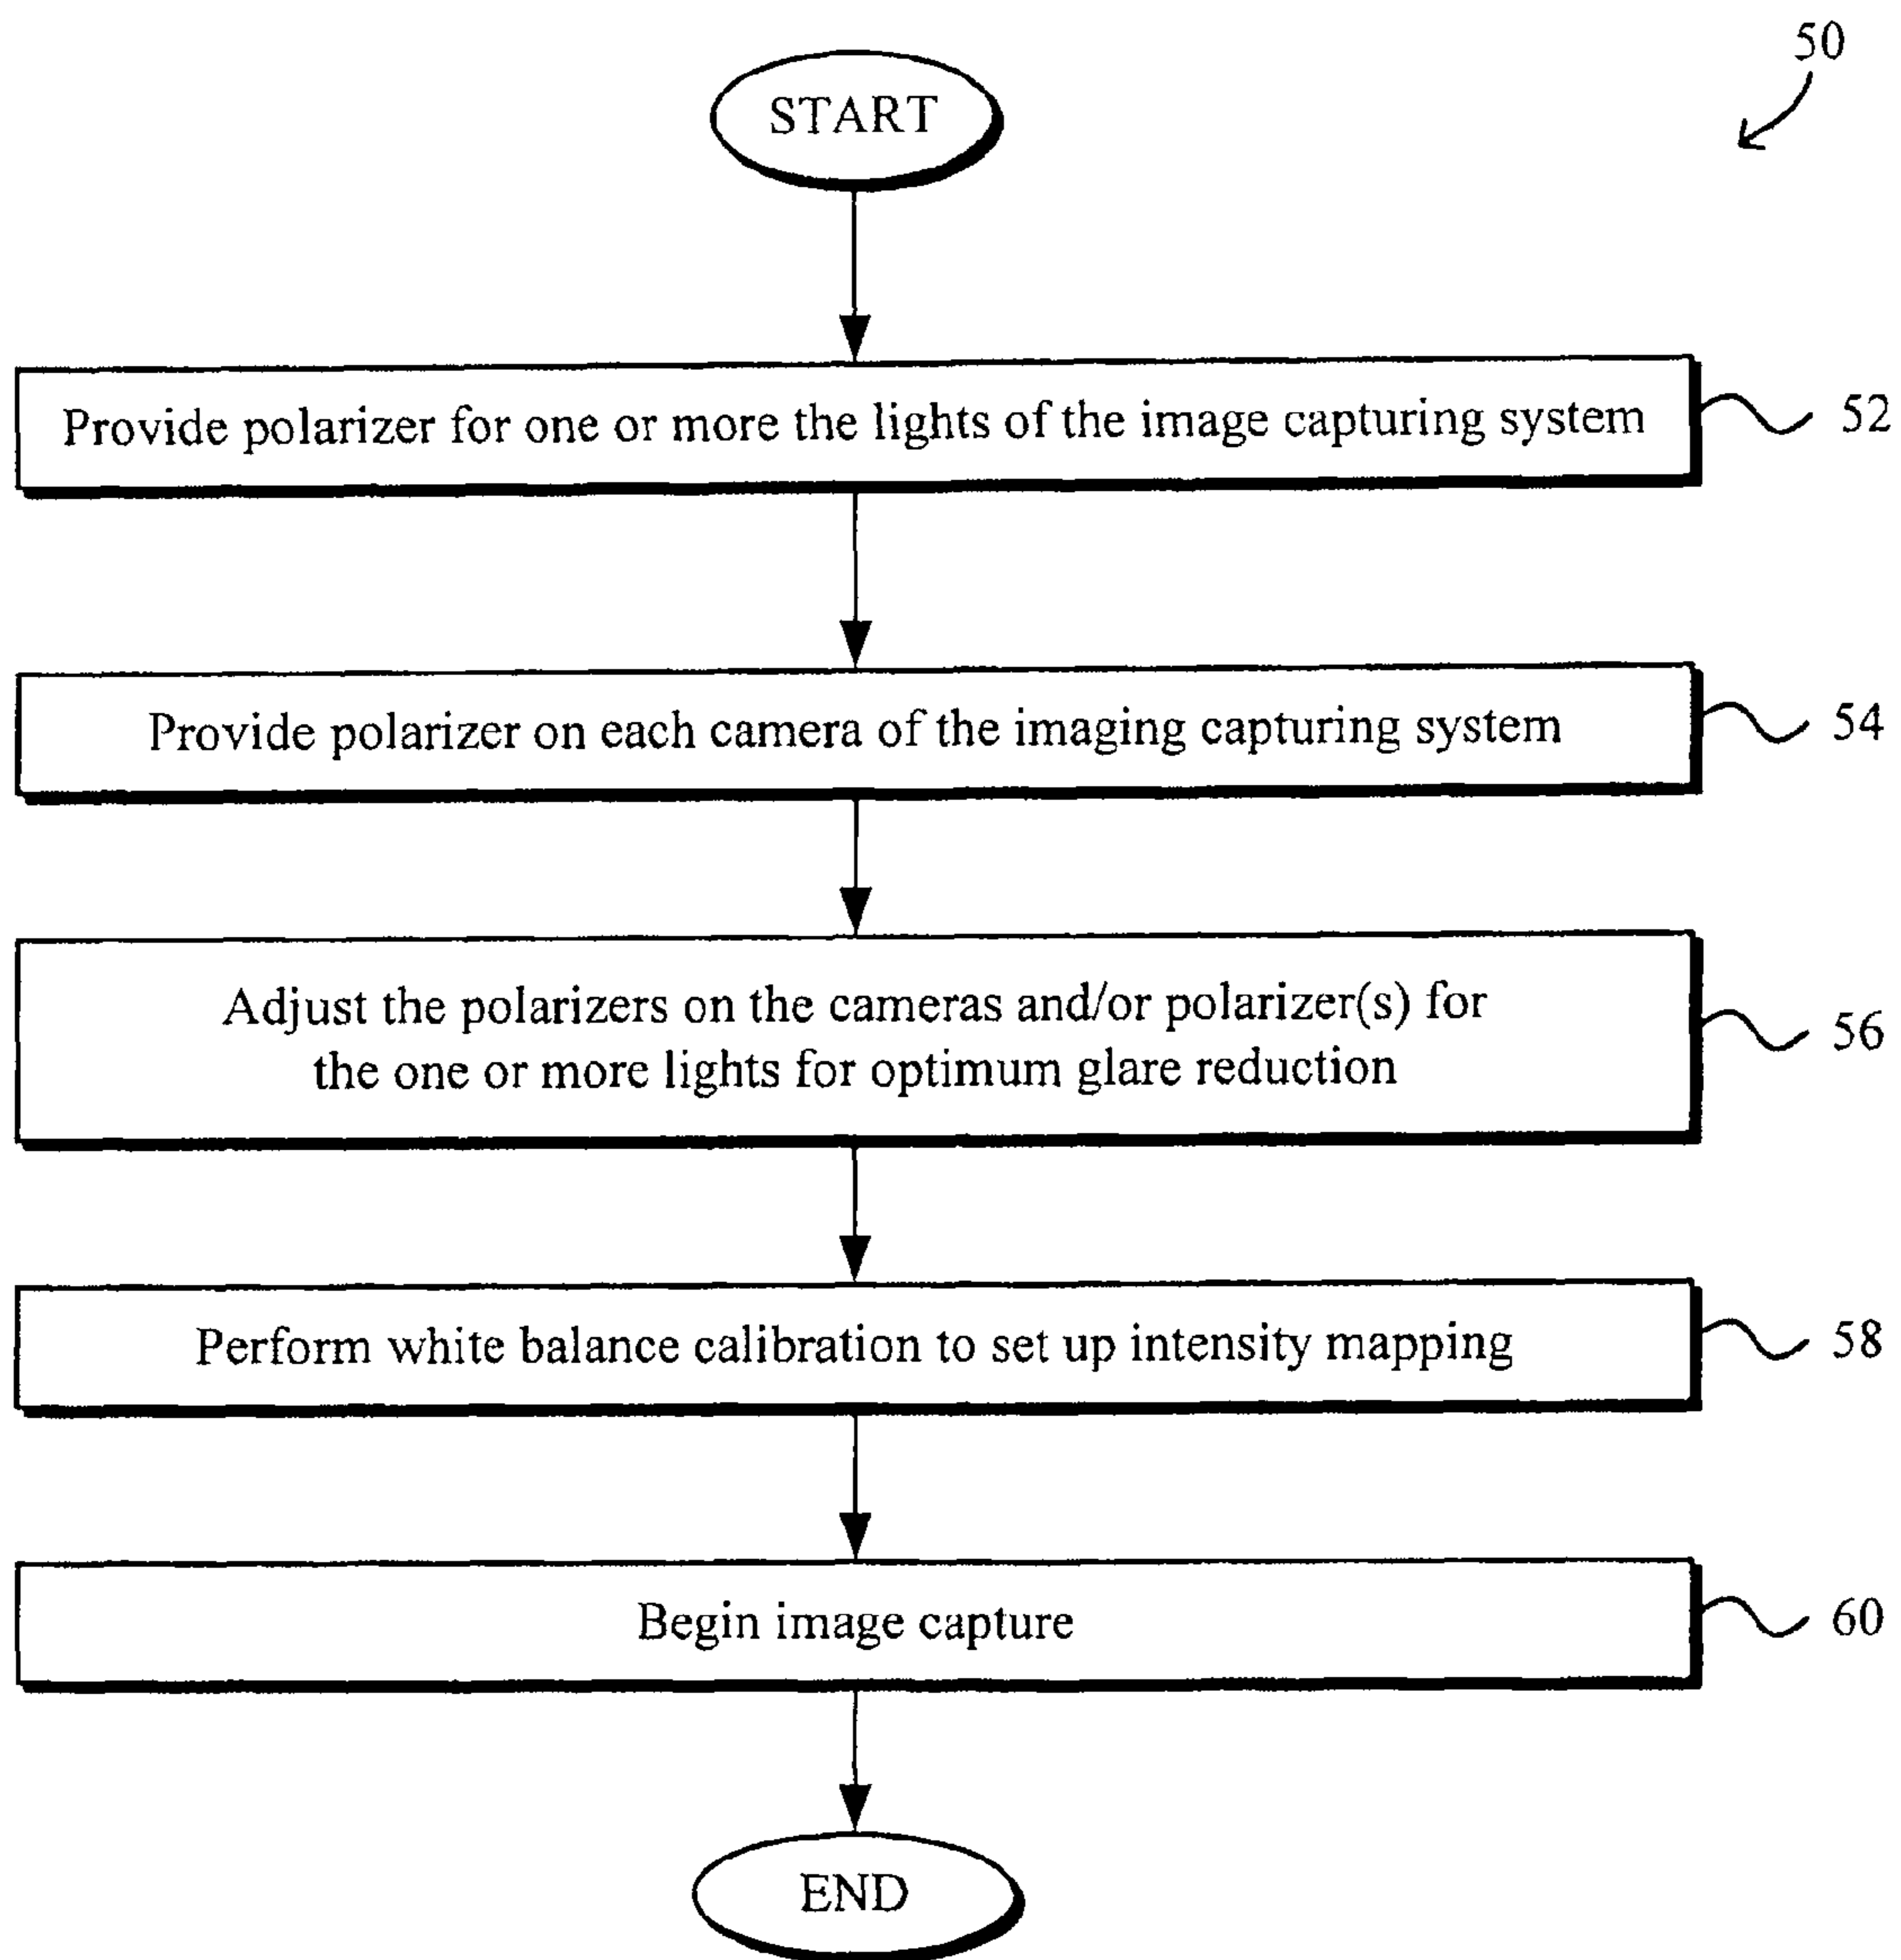 50
START
Provide polarizer for one or more the lights of the image capturing system
52
Provide polarizer on each camera of the imaging capturing system
54
Adjust the polarizers on the cameras and/or polarizer(s) for
the one or more lights for optimum glare reduction
56
Perform white balance calibration to set up intensity mapping
58
Begin image capture
60
END